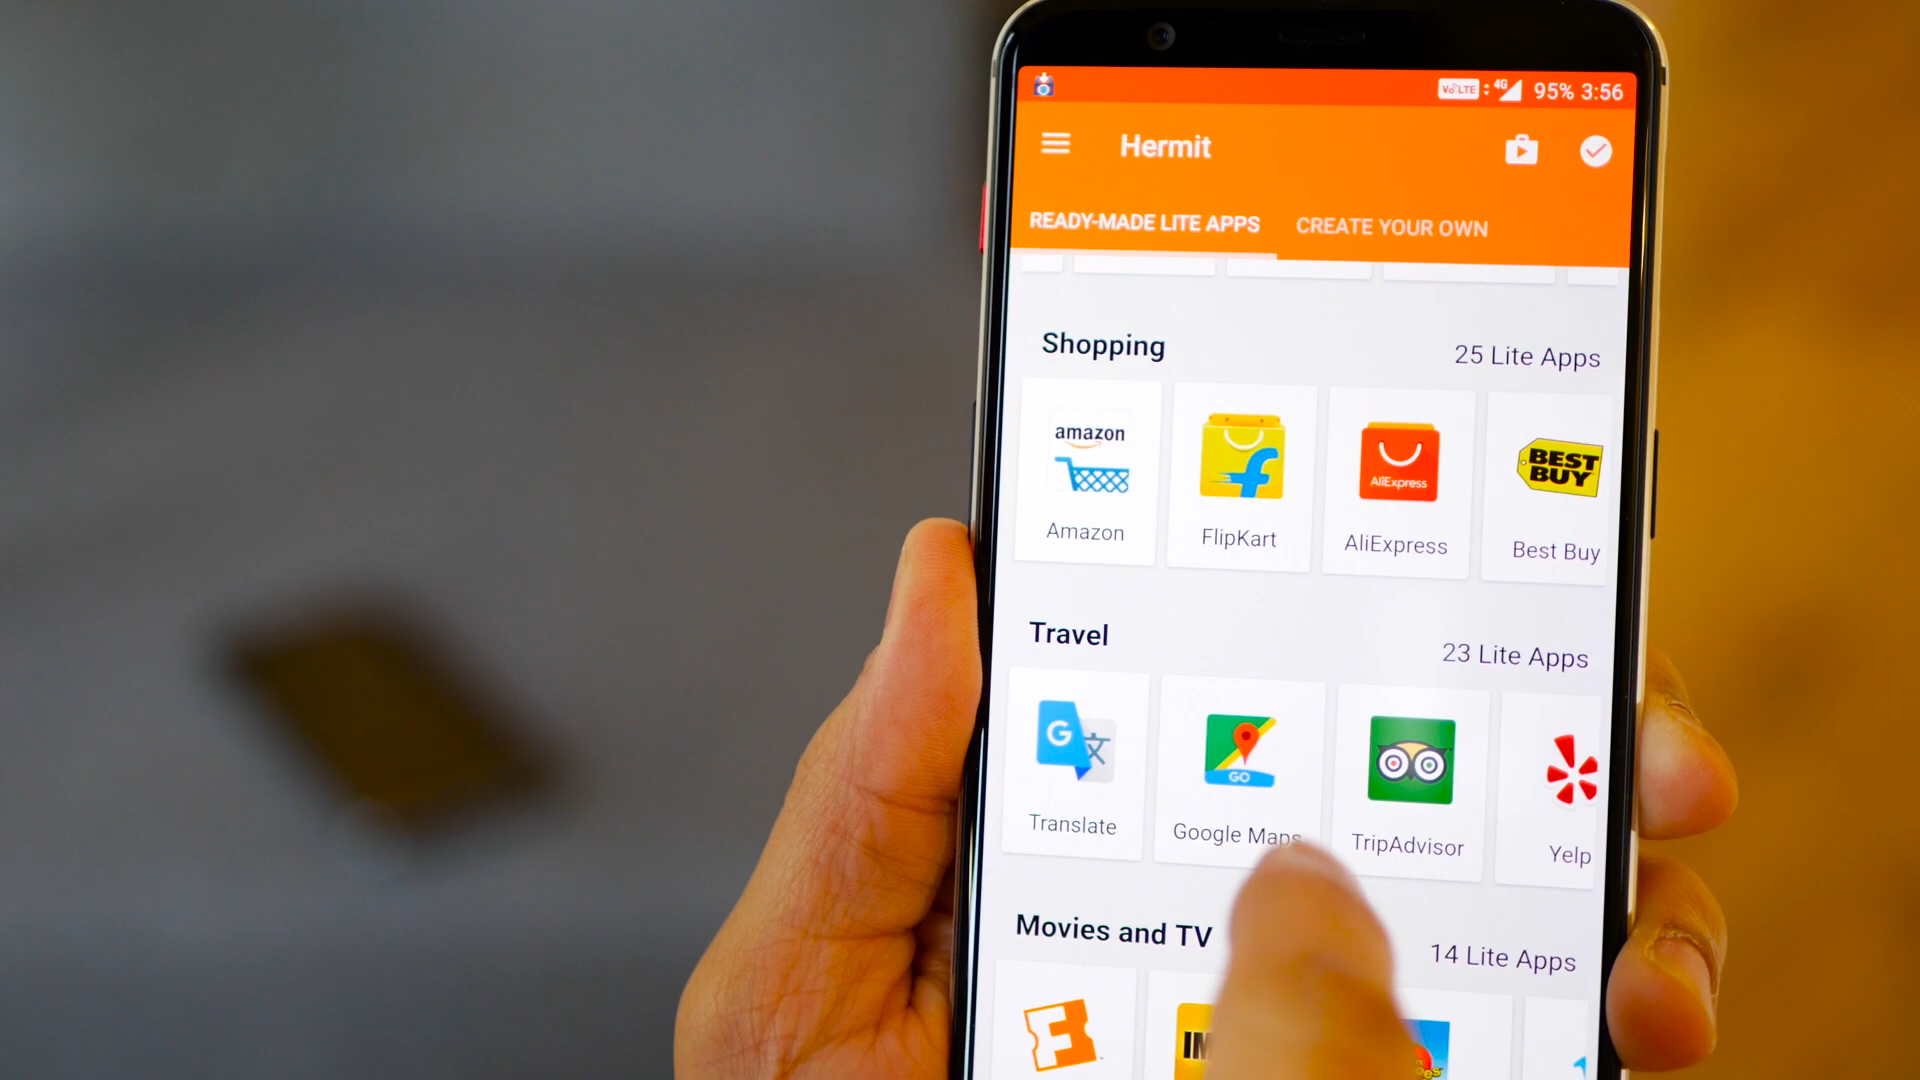 VoLTE 4G 95% 3:56
Hermit
READY-MADE LITE APPS CREATE YOUR OWN
Shopping 25 Lite Apps
amazon
AliExpress
BEST BUY
Amazon FlipKart AliExpress Best Buy
Travel 23 Lite Apps
G 文
GO
Translate Google Maps TripAdvisor Yelp
Movies and TV 14 Lite Apps
F